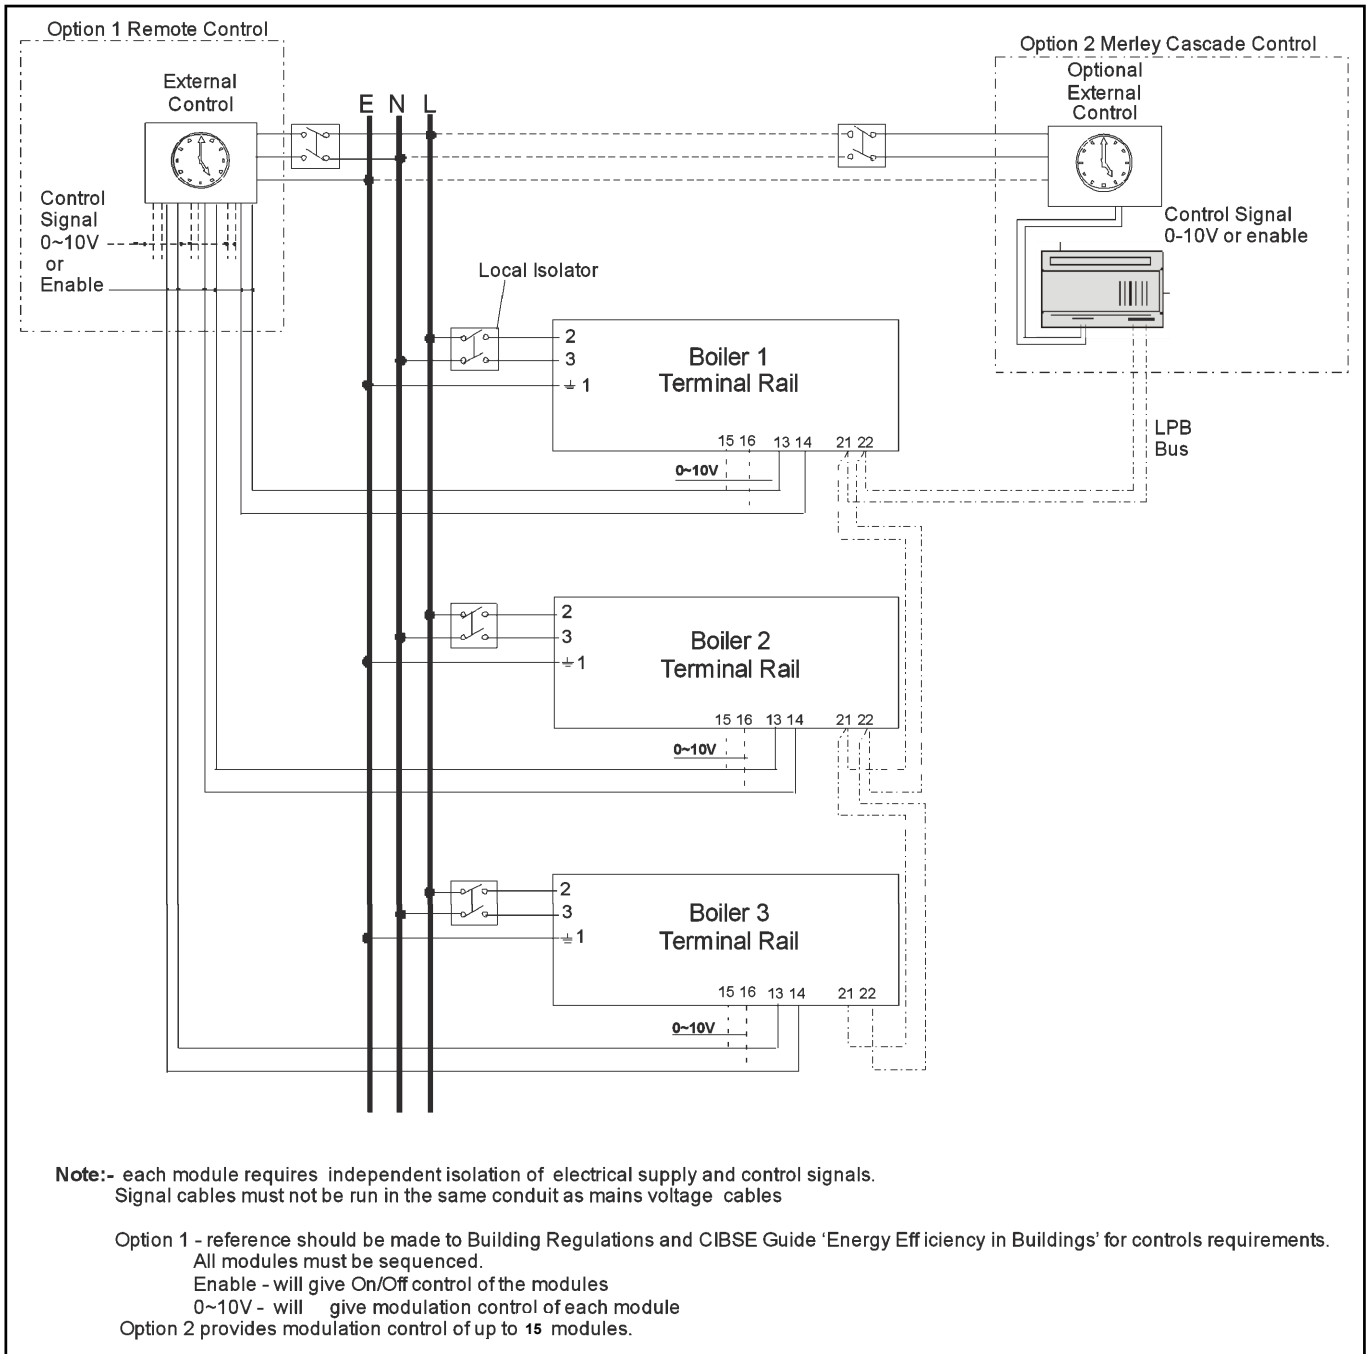 Option 1 Remote Control
Option 2 Merley Cascade Control
External
Control
E N L
Optional
External
Control
Control
Signal
0~10V
or
Enable
Control Signal
0-10V or enable
Local Isolator
2
3
1
Boiler 1
Terminal Rail
15 16 13 14 21 22
0~10V
LPB
Bus
2
3
1
Boiler 2
Terminal Rail
15 16 13 14 21 22
0~10V
2
3
1
Boiler 3
Terminal Rail
15 16 13 14 21 22
0~10V
Note:- each module requires independent isolation of electrical supply and control signals.
Signal cables must not be run in the same conduit as mains voltage cables
Option 1 - reference should be made to Building Regulations and CIBSE Guide 'Energy Efficiency in Buildings' for controls requirements.
All modules must be sequenced.
Enable - will give On/Off control of the modules
0~10V - will give modulation control of each module
Option 2 provides modulation control of up to 15 modules.